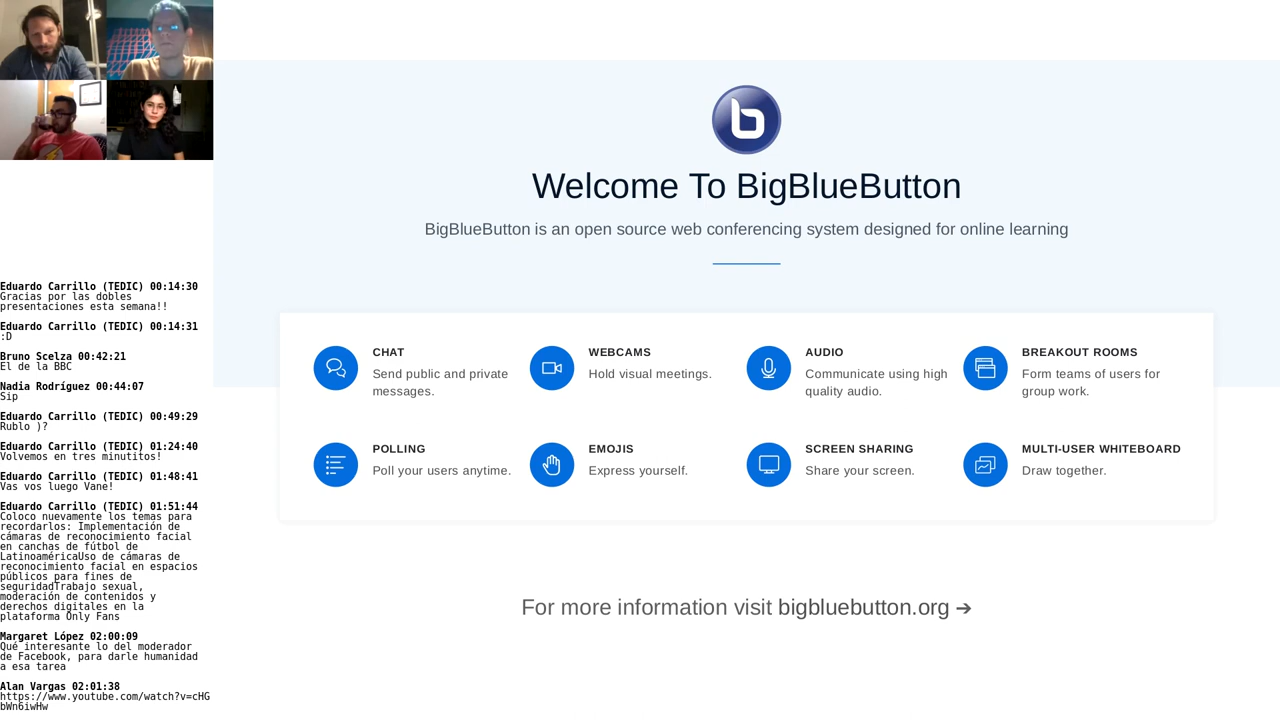 Welcome To BigBlueButton
BigBlueButton is an open source web conferencing system designed for online learning
CHAT
Send public and private
messages.
WEBCAMS
Hold visual meetings.
AUDIO
Communicate using high
quality audio.
BREAKOUT ROOMS
Form teams of users for
group work.
POLLING
Poll your users anytime.
EMOJIS
Express yourself.
SCREEN SHARING
Share your screen.
MULTI-USER WHITEBOARD
Draw together.
For more information visit bigbluebutton.org ➔
Eduardo Carrillo (TEDIC) 00:14:30
Gracias por las dobles
presentaciones esta semana!!
Eduardo Carrillo (TEDIC) 00:14:31
:D
Bruno Scelza 00:42:21
El de la BBC
Nadia Rodríguez 00:44:07
Sip
Eduardo Carrillo (TEDIC) 00:49:29
Rublo )?
Eduardo Carrillo (TEDIC) 01:24:40
Volvemos en tres minutitos!
Eduardo Carrillo (TEDIC) 01:48:41
Vas vos luego Vane!
Eduardo Carrillo (TEDIC) 01:51:44
Coloco nuevamente los temas para
recordarlos: Implementación de
cámaras de reconocimiento facial
en canchas de fútbol de
LatinoaméricaUso de cámaras de
reconocimiento facial en espacios
públicos para fines de
seguridadTrabajo sexual,
moderación de contenidos y
derechos digitales en la
plataforma Only Fans
Margaret López 02:00:09
Qué interesante lo del moderador
de Facebook, para darle humanidad
a esa tarea
Alan Vargas 02:01:38
https://www.youtube.com/watch?v=cHG
bWn6iwHw